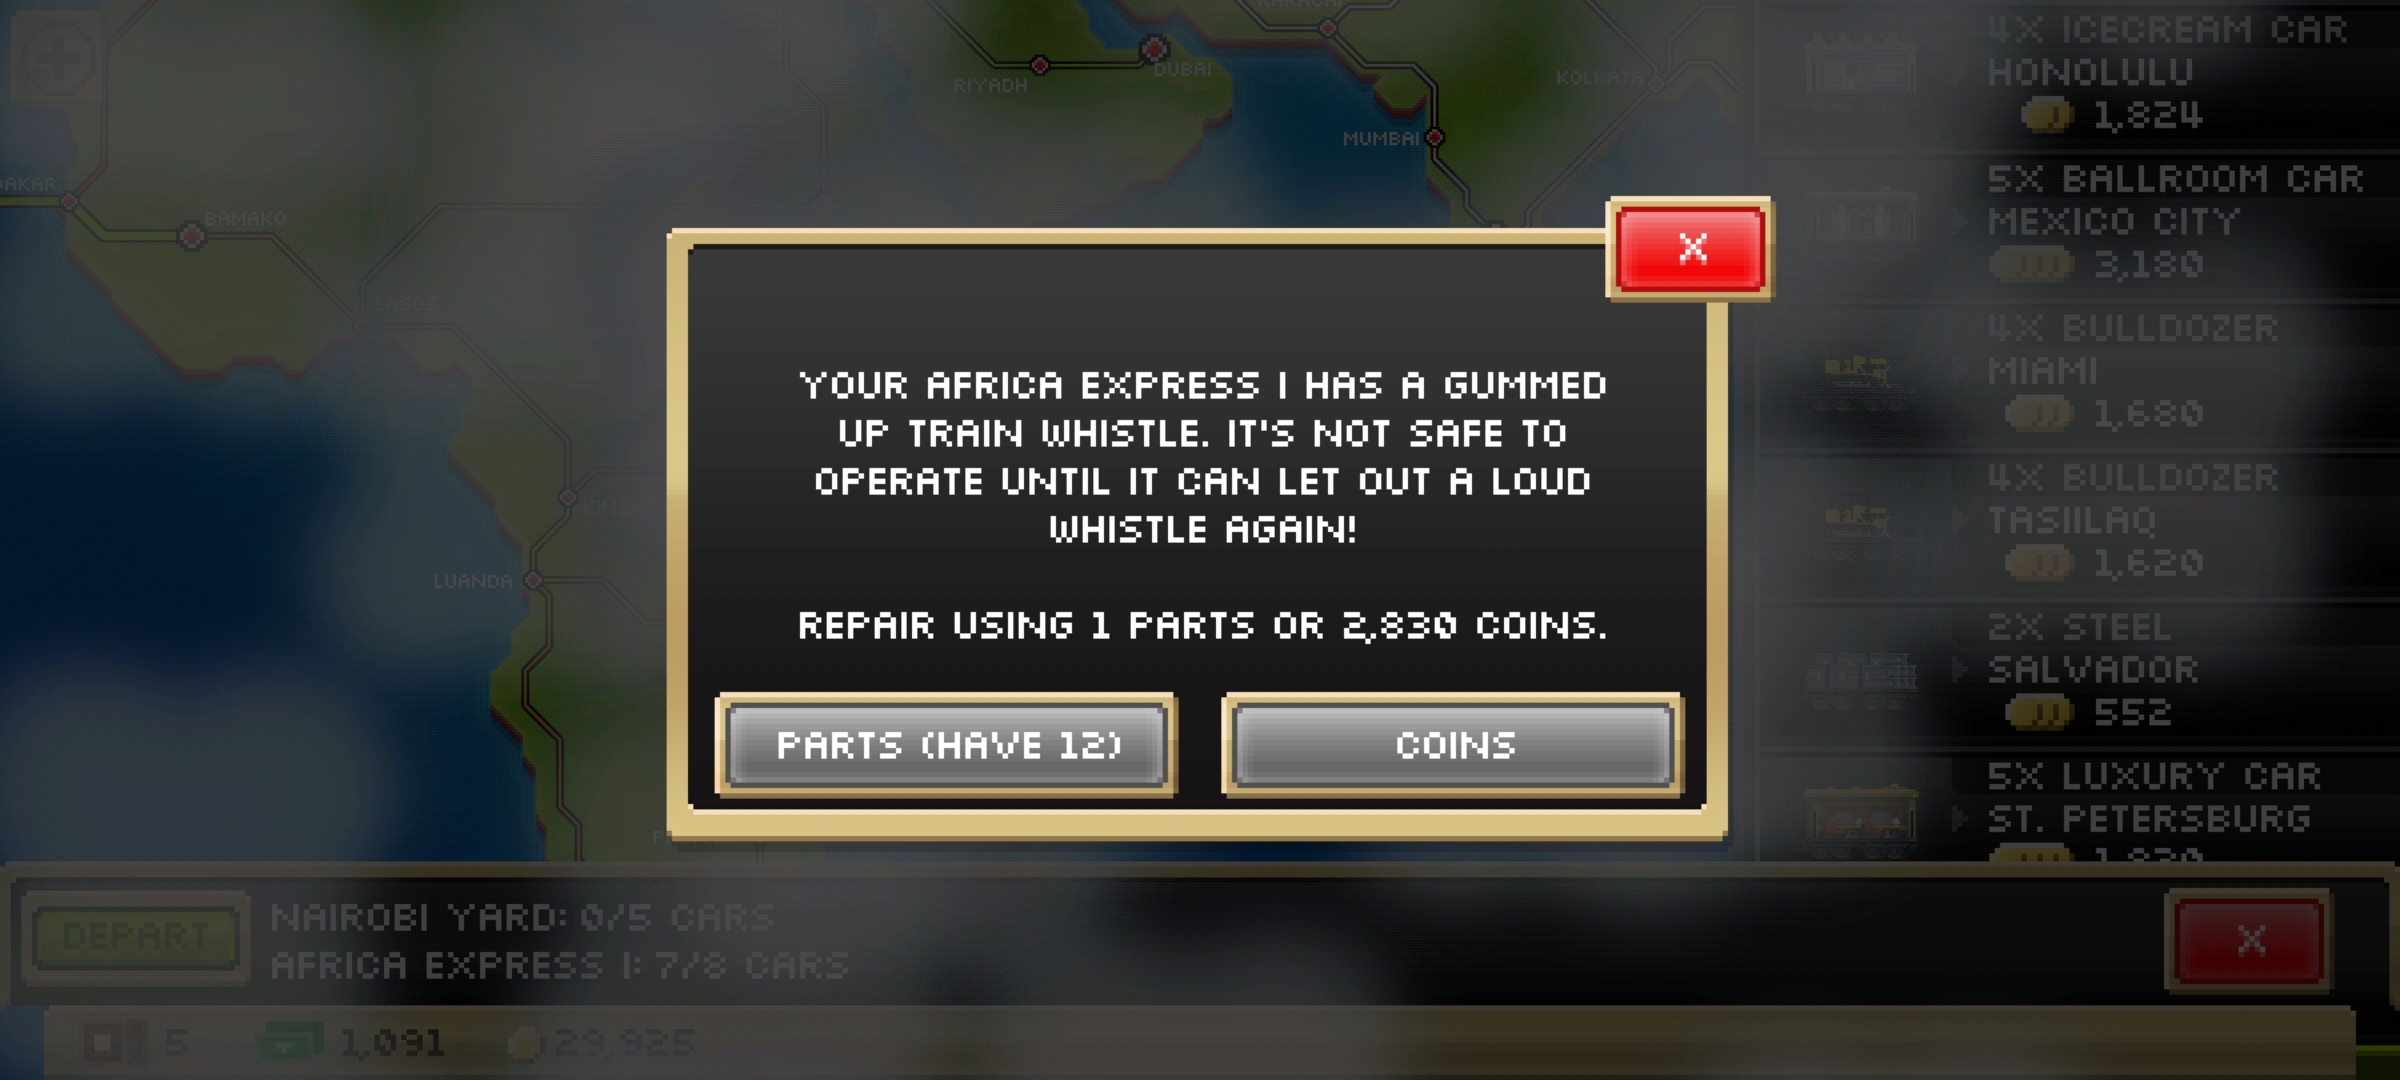 KARACHI
4X ICECREAM CAR
HONOLULU
1,824
RIYADH
DUBAI
KOLKATA
MUMBAI
5X BALLROOM CAR
MEXICO CITY
3,180
BAMAKO
LAGOS
X
4X BULLDOZER
MIAMI
1,680
YOUR AFRICA EXPRESS I HAS A GUMMED
UP TRAIN WHISTLE. IT'S NOT SAFE TO
OPERATE UNTIL IT CAN LET OUT A LOUD
WHISTLE AGAIN!
REPAIR USING 1 PARTS OR 2,830 COINS.
PARTS (HAVE 12)
COINS
4X BULLDOZER
TASIILAQ
1,620
LUANDA
2X STEEL
SALVADOR
552
5X LUXURY CAR
ST. PETERSBURG
DEPART
NAIROBI YARD: 0/5 CARS
AFRICA EXPRESS I: 7/8 CARS
X
5
1,091
29,925